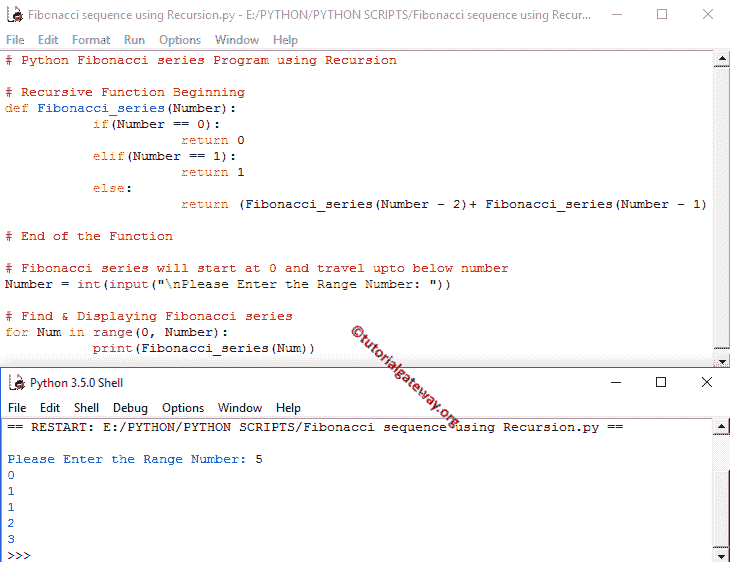 Fibonacci sequence using Recursion.py - E:/PYTHON/PYTHON SCRIPTS/Fibonacci sequence using Recur...
File Edit Format Run Options Window Help
# Python Fibonacci series Program using Recursion
# Recursive Function Beginning
def Fibonacci_series(Number):
if(Number == 0):
return 0
elif(Number == 1):
return 1
else:
return (Fibonacci_series(Number - 2)+ Fibonacci_series(Number - 1)
# End of the Function
# Fibonacci series will start at 0 and travel upto below number
Number = int(input("\nPlease Enter the Range Number: "))
# Find & Displaying Fibonacci series
for Num in range(0, Number):
print(Fibonacci_series(Num))
©tutorialgateway.org
Python 3.5.0 Shell
File Edit Shell Debug Options Window Help
== RESTART: E:/PYTHON/PYTHON SCRIPTS/Fibonacci sequence using Recursion.py ==
Please Enter the Range Number: 5
0
1
1
2
3
>>>